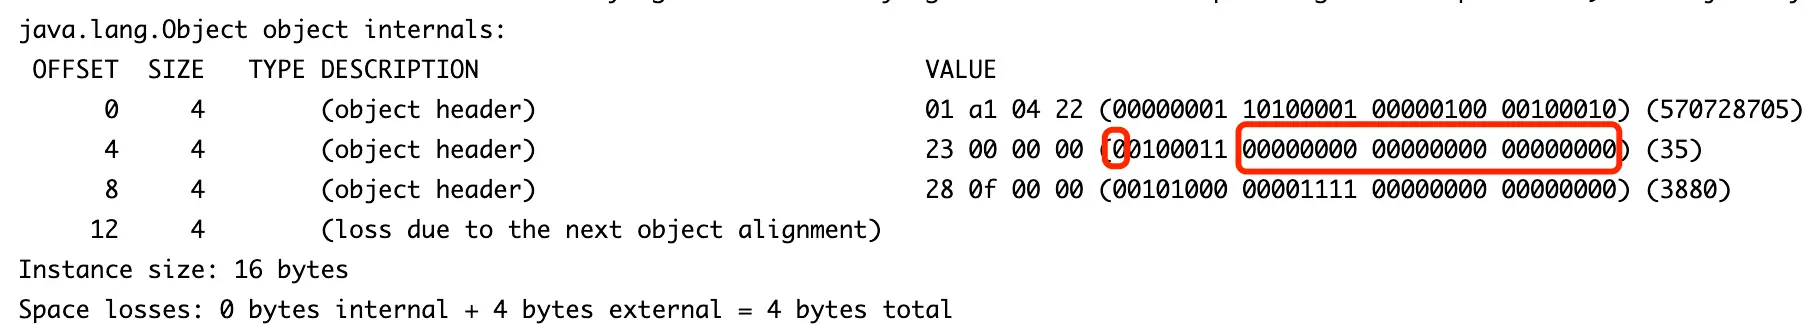 java.lang.Object object internals:
OFFSET SIZE TYPE DESCRIPTION VALUE
0 4 (object header) 01 a1 04 22 (00000001 10100001 00000100 00100010) (570728705)
4 4 (object header) 23 00 00 00 (00100011 00000000 00000000 00000000) (35)
8 4 (object header) 28 0f 00 00 (00101000 00001111 00000000 00000000) (3880)
12 4 (loss due to the next object alignment)
Instance size: 16 bytes
Space losses: 0 bytes internal + 4 bytes external = 4 bytes total